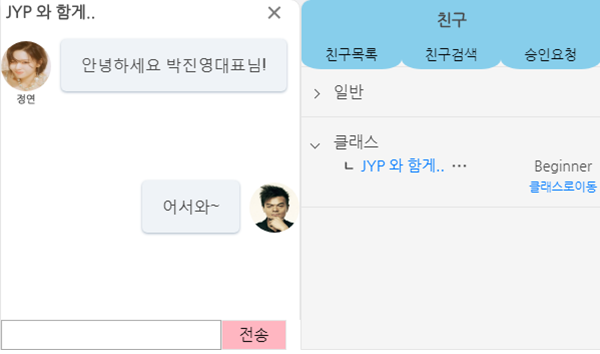 JYP 와 함께..
안녕하세요 박진영대표님!
정연
어서와~
전송
친구
친구목록 친구검색 승인요청
일반
클래스
ㄴ JYP 와 함께.. ··· Beginner
클래스로이동